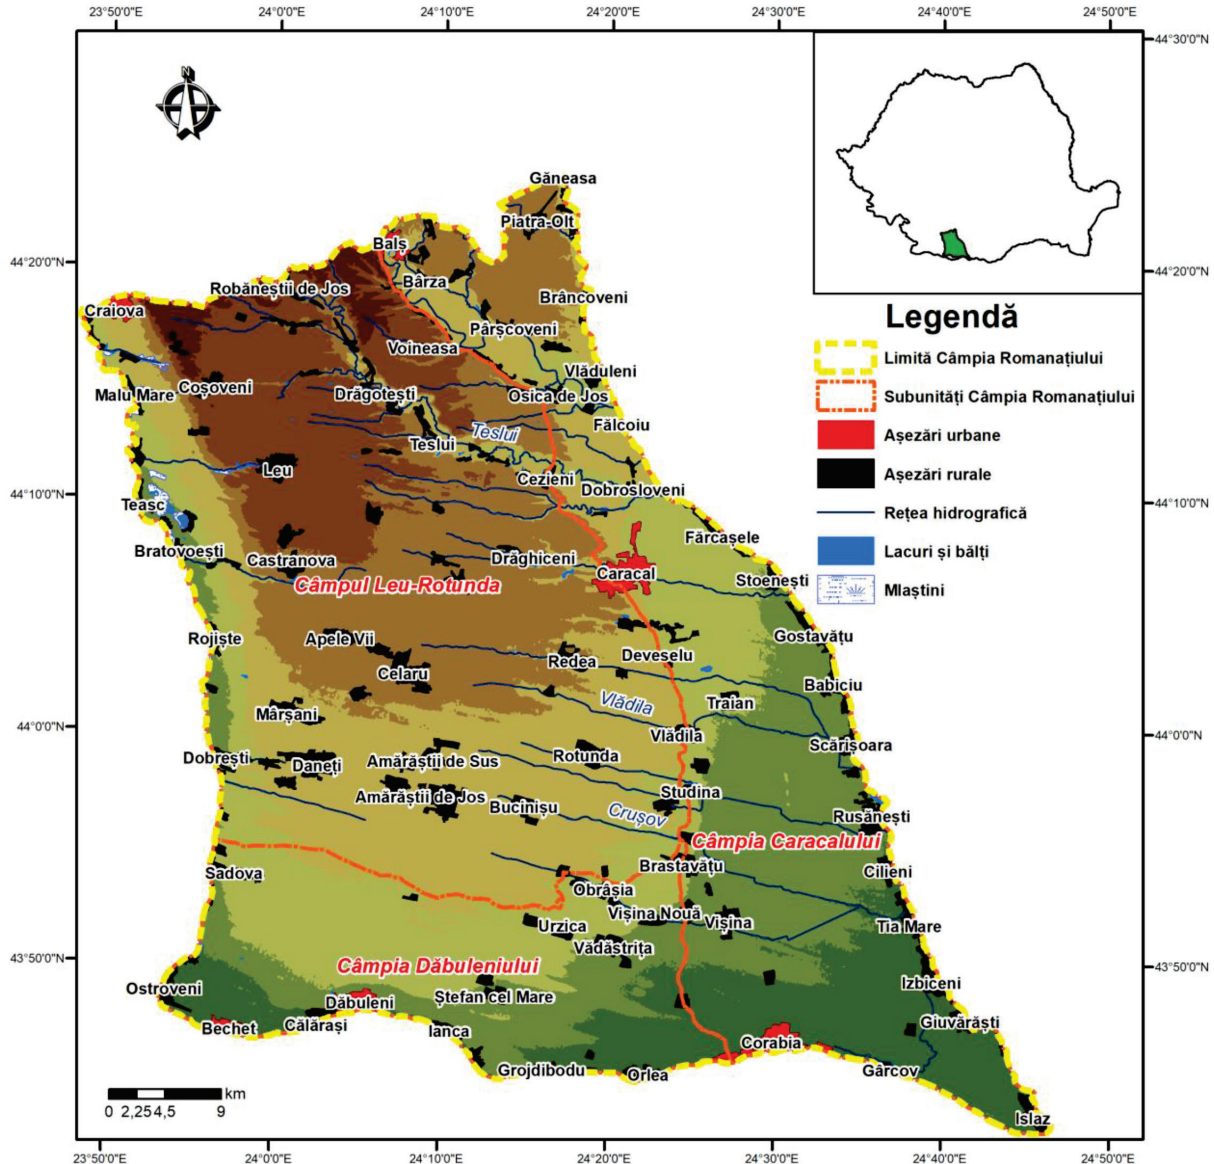 23°50'0"E 24°0'0"E 24°10'0"E 24°20'0"E 24°30'0"E 24°40'0"E 24°50'0"E
44°30'0"N
44°20'0"N
44°10'0"N
44°0'0"N
43°50'0"N
N
Găneasa
Piatra-Olt
Balș
Bârza
Robăneștii de Jos
Brâncoveni
Craiova
Pârșcoveni
Voineasa
Vlăduleni
Coșoveni
Malu Mare
Drăgotești
Osica de Jos
Fălcoiu
Teslui
Teslui
Leu
Cezieni
Dobrosloveni
Teasc
Fărcașele
Bratovoești
Castranova
Drăghiceni
Caracal
Stoenești
Câmpul Leu-Rotunda
Rojiște
Apele Vii
Gostavățu
Deveselu
Redea
Celaru
Babiciu
Vlădila
Traian
Mârșani
Vlădila
Scărișoara
Dobrești
Daneți
Amărăștii de Sus
Rotunda
Amărăștii de Jos
Studina
Bucinișu
Crușov
Rusănești
Câmpia Caracalului
Sadova
Brastavățu
Cilieni
Obrâșia
Vișina Nouă
Vișina
Urzica
Tia Mare
Vădăstrița
Câmpia Dăbuleniului
Ostroveni
Dăbuleni
Ștefan cel Mare
Izbiceni
Bechet
Călărași
Ianca
Giuvărăști
Corabia
Grojdibodu
Orlea
Gârcov
Islaz
km
0 2,25 4,5 9
Legendă
Limită Câmpia Romanațiului
Subunități Câmpia Romanațiului
Așezări urbane
Așezări rurale
Rețea hidrografică
Lacuri și bălți
Mlaștini
44°30'0"N
44°20'0"N
44°10'0"N
44°0'0"N
43°50'0"N
23°50'0"E 24°0'0"E 24°10'0"E 24°20'0"E 24°30'0"E 24°40'0"E 24°50'0"E